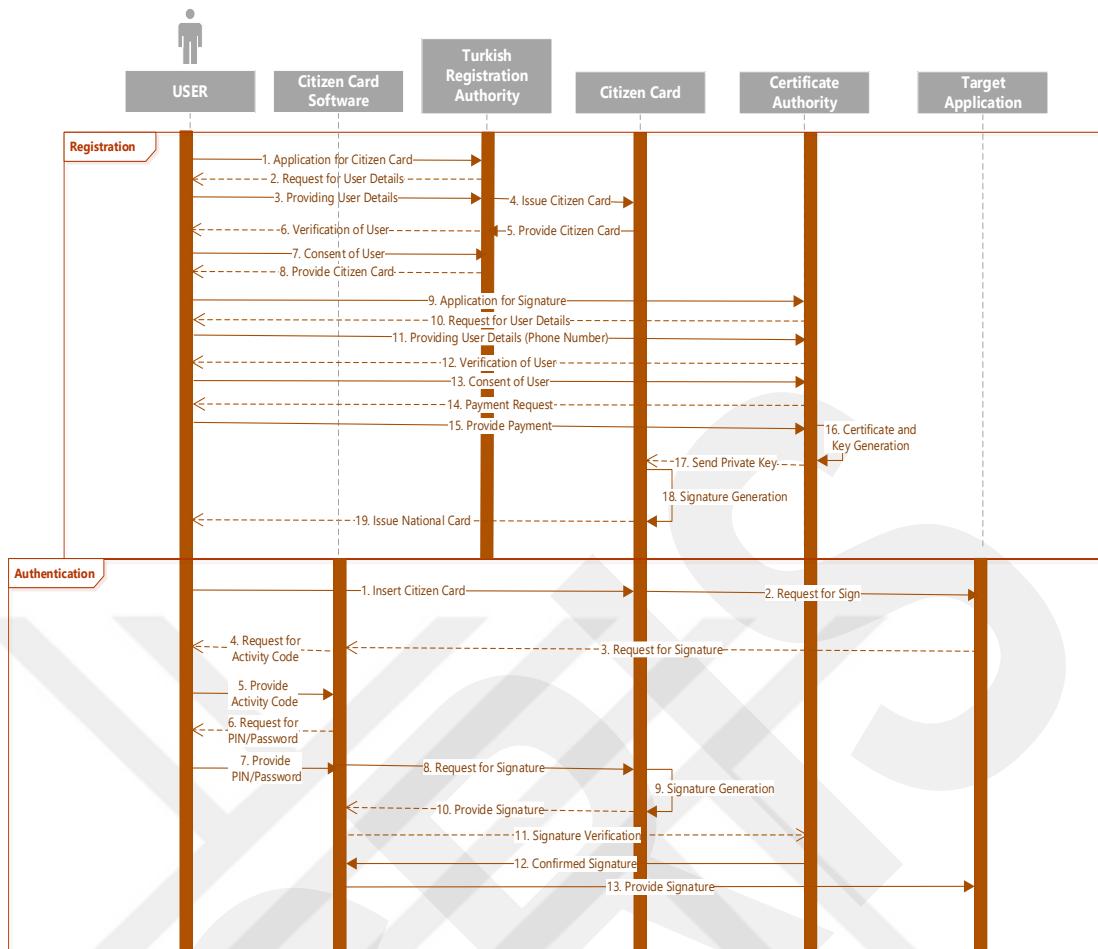 USER
Citizen Card
Software
Turkish
Registration
Authority
Citizen Card
Certificate
Authority
Target
Application
Registration
1. Application for Citizen Card
2. Request for User Details
3. Providing User Details
4. Issue Citizen Card
6. Verification of User
5. Provide Citizen Card
7. Consent of User
8. Provide Citizen Card
9. Application for Signature
10. Request for User Details
11. Providing User Details (Phone Number)
12. Verification of User
13. Consent of User
14. Payment Request
15. Provide Payment
16. Certificate and
Key Generation
17. Send Private Key
18. Signature Generation
19. Issue National Card
Authentication
1. Insert Citizen Card
2. Request for Sign
4. Request for
Activity Code
3. Request for Signature
5. Provide
Activity Code
6. Request for
PIN/Password
7. Provide
PIN/Password
8. Request for Signature
9. Signature Generation
10. Provide Signature
11. Signature Verification
12. Confirmed Signature
13. Provide Signature